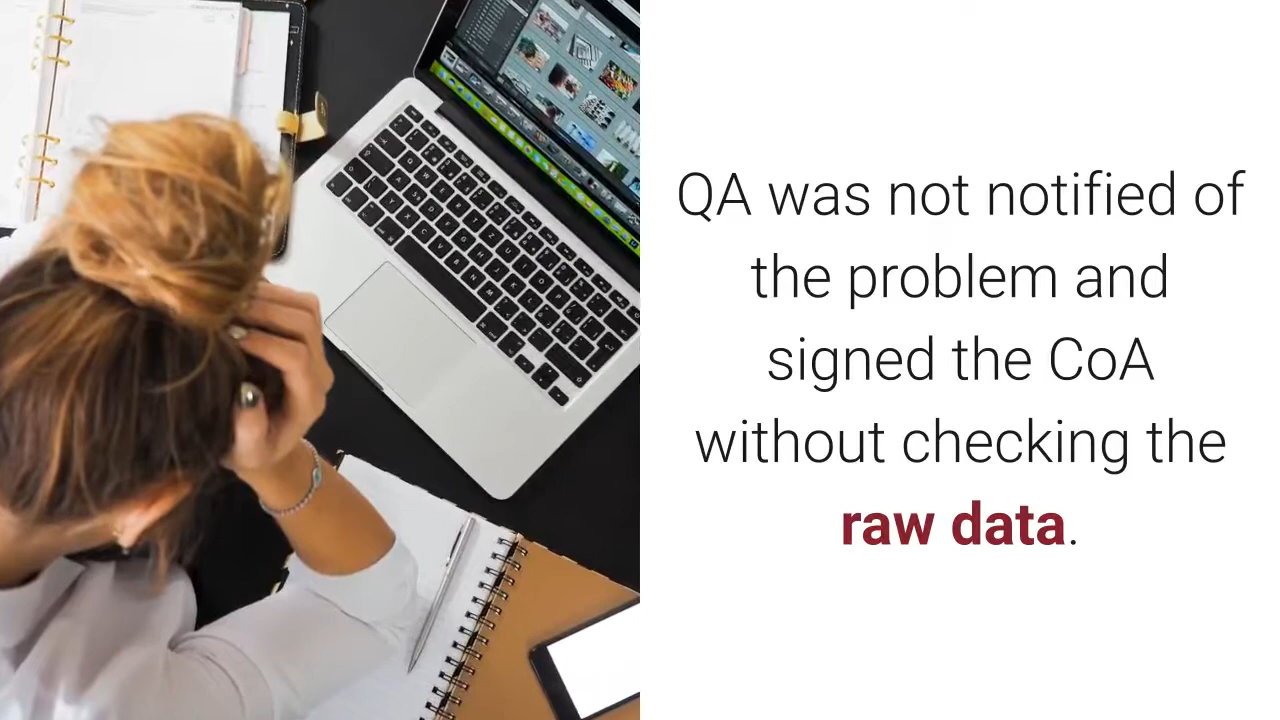 QA was not notified of
the problem and
signed the CoA
without checking the
raw data.